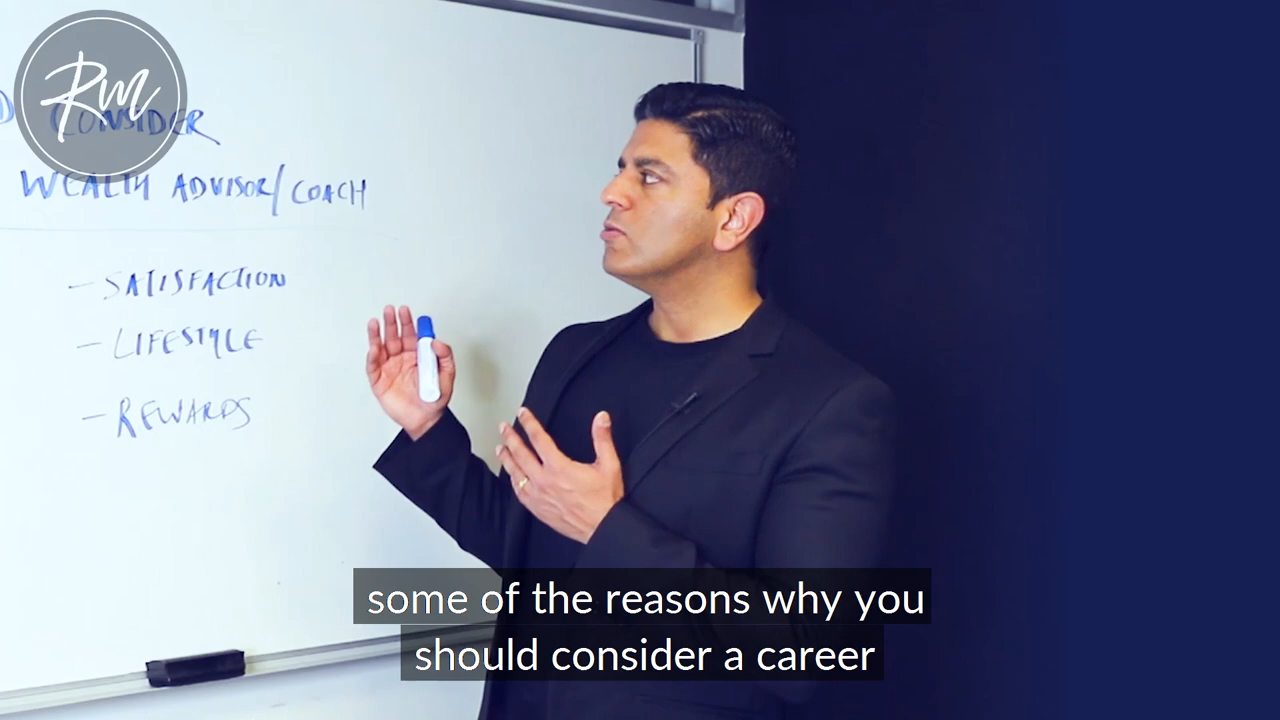 Rm
CONSIDER
WEALTH ADVISOR/COACH
- SATISFACTION
- LIFESTYLE
- REWARDS
some of the reasons why you
should consider a career